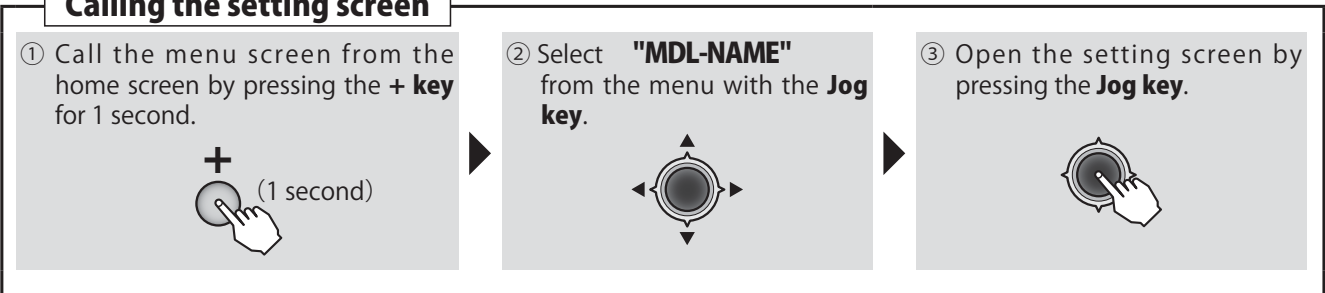 Calling the setting screen
① Call the menu screen from the
home screen by pressing the + key
for 1 second.
+
(1 second)
② Select "MDL-NAME"
from the menu with the Jog
key.
③ Open the setting screen by
pressing the Jog key.